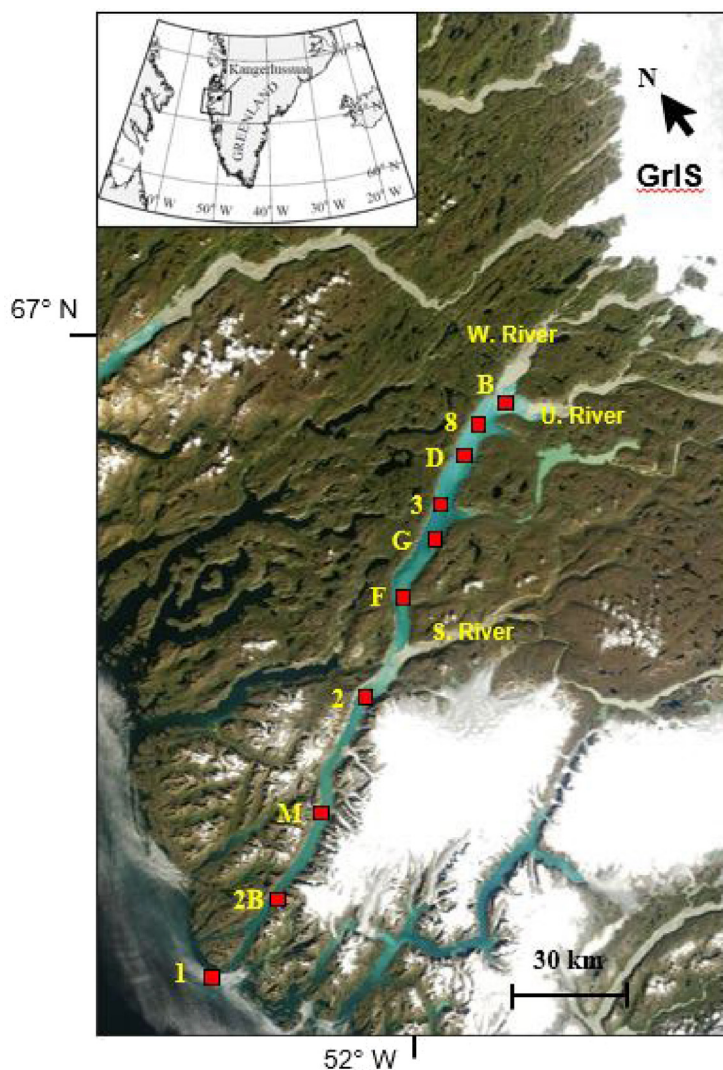 Kangerlussuaq
GREENLAND
60° N
50° W
40° W
30° W
20° W
N
GrIS
67° N
W. River
B
U. River
8
D
3
G
F
S. River
2
M
2B
1
30 km
52° W